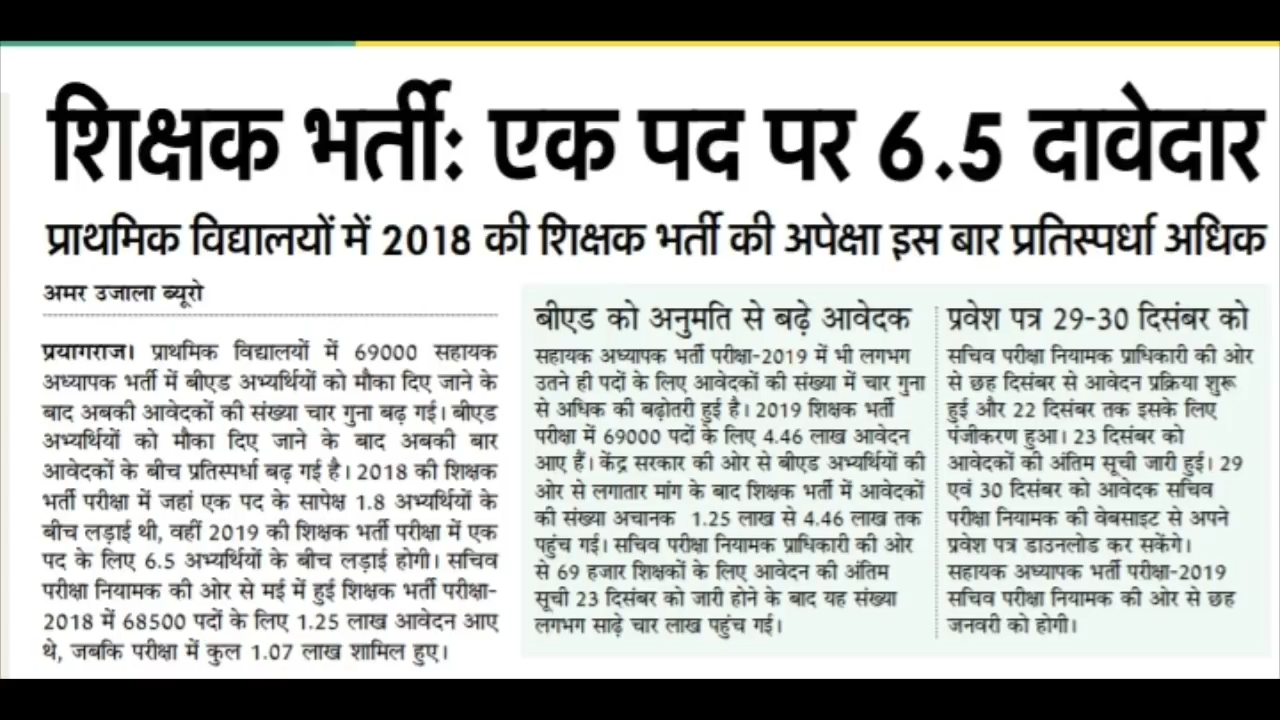 शिक्षक भर्ती: एक पद पर 6.5 दावेदार
प्राथमिक विद्यालयों में 2018 की शिक्षक भर्ती की अपेक्षा इस बार प्रतिस्पर्धा अधिक
अमर उजाला ब्यूरो
प्रयागराज। प्राथमिक विद्यालयों में 69000 सहायक
अध्यापक भर्ती में बीएड अभ्यर्थियों को मौका दिए जाने के
बाद अबकी आवेदकों की संख्या चार गुना बढ़ गई। बीएड
अभ्यर्थियों को मौका दिए जाने के बाद अबकी बार
आवेदकों के बीच प्रतिस्पर्धा बढ़ गई है। 2018 की शिक्षक
भर्ती परीक्षा में जहां एक पद के सापेक्ष 1.8 अभ्यर्थियों के
बीच लड़ाई थी, वहीं 2019 की शिक्षक भर्ती परीक्षा में एक
पद के लिए 6.5 अभ्यर्थियों के बीच लड़ाई होगी। सचिव
परीक्षा नियामक की ओर से मई में हुई शिक्षक भर्ती परीक्षा-
2018 में 68500 पदों के लिए 1.25 लाख आवेदन आए
थे, जबकि परीक्षा में कुल 1.07 लाख शामिल हुए।
बीएड को अनुमति से बढ़े आवेदक
सहायक अध्यापक भर्ती परीक्षा-2019 में भी लगभग
उतने ही पदों के लिए आवेदकों की संख्या में चार गुना
से अधिक की बढ़ोतरी हुई है। 2019 शिक्षक भर्ती
परीक्षा में 69000 पदों के लिए 4.46 लाख आवेदन
आए हैं। केंद्र सरकार की ओर से बीएड अभ्यर्थियों की
ओर से लगातार मांग के बाद शिक्षक भर्ती में आवेदकों
की संख्या अचानक 1.25 लाख से 4.46 लाख तक
पहुंच गई। सचिव परीक्षा नियामक प्राधिकारी की ओर
से 69 हजार शिक्षकों के लिए आवेदन की अंतिम
सूची 23 दिसंबर को जारी होने के बाद यह संख्या
लगभग साढ़े चार लाख पहुंच गई।
प्रवेश पत्र 29-30 दिसंबर को
सचिव परीक्षा नियामक प्राधिकारी की ओर
से छह दिसंबर से आवेदन प्रक्रिया शुरू
हुई और 22 दिसंबर तक इसके लिए
पंजीकरण हुआ। 23 दिसंबर को
आवेदकों की अंतिम सूची जारी हुई। 29
एवं 30 दिसंबर को आवेदक सचिव
परीक्षा नियामक की वेबसाइट से अपने
प्रवेश पत्र डाउनलोड कर सकेंगे।
सहायक अध्यापक भर्ती परीक्षा-2019
सचिव परीक्षा नियामक की ओर से छह
जनवरी को होगी।